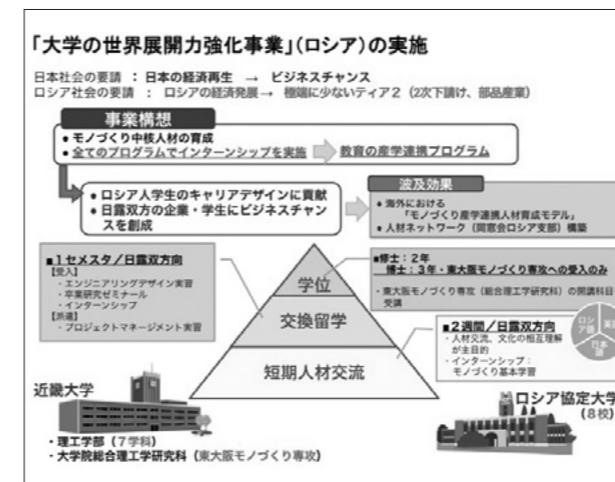 「大学の世界展開力強化事業」(ロシア)の実施
日本社会の要請 : 日本の経済再生 → ビジネスチャンス
ロシア社会の要請 : ロシアの経済発展→ 極端に少ないティア2 (2次下請け、部品産業)
事業構想
● モノづくり中核人材の育成
● 全てのプログラムでインターンシップを実施
教育の産学連携プログラム
● ロシア人学生のキャリアデザインに貢献
● 日露双方の企業・学生にビジネスチャン
スを創成
波及効果
● 海外における
「モノづくり産学連携人材育成モデル」
● 人材ネットワーク(同窓会ロシア支部)構築
■1セメスタ/日露双方向
【受入】
・エンジニアリングデザイン実習
・卒業研究ゼミナール
・インターンシップ
【派遣】
・プロジェクトマネージメント実習
学位
交換留学
短期人材交流
■修士:2年
博士:3年・東大阪モノづくり専攻への受入のみ
・東大阪モノづくり専攻(総合理工学研究科)の開講科目
受講
■2週間/日露双方向
・人材交流、文化の相互理解
が主目的
・インターンシップ:
モノづくり基本学習
ロシ
ア語
英
日本
語
近畿大学
・理工学部(7学科)
・大学院総合理工学研究科(東大阪モノづくり専攻)
ロシア協定大学
(8校)